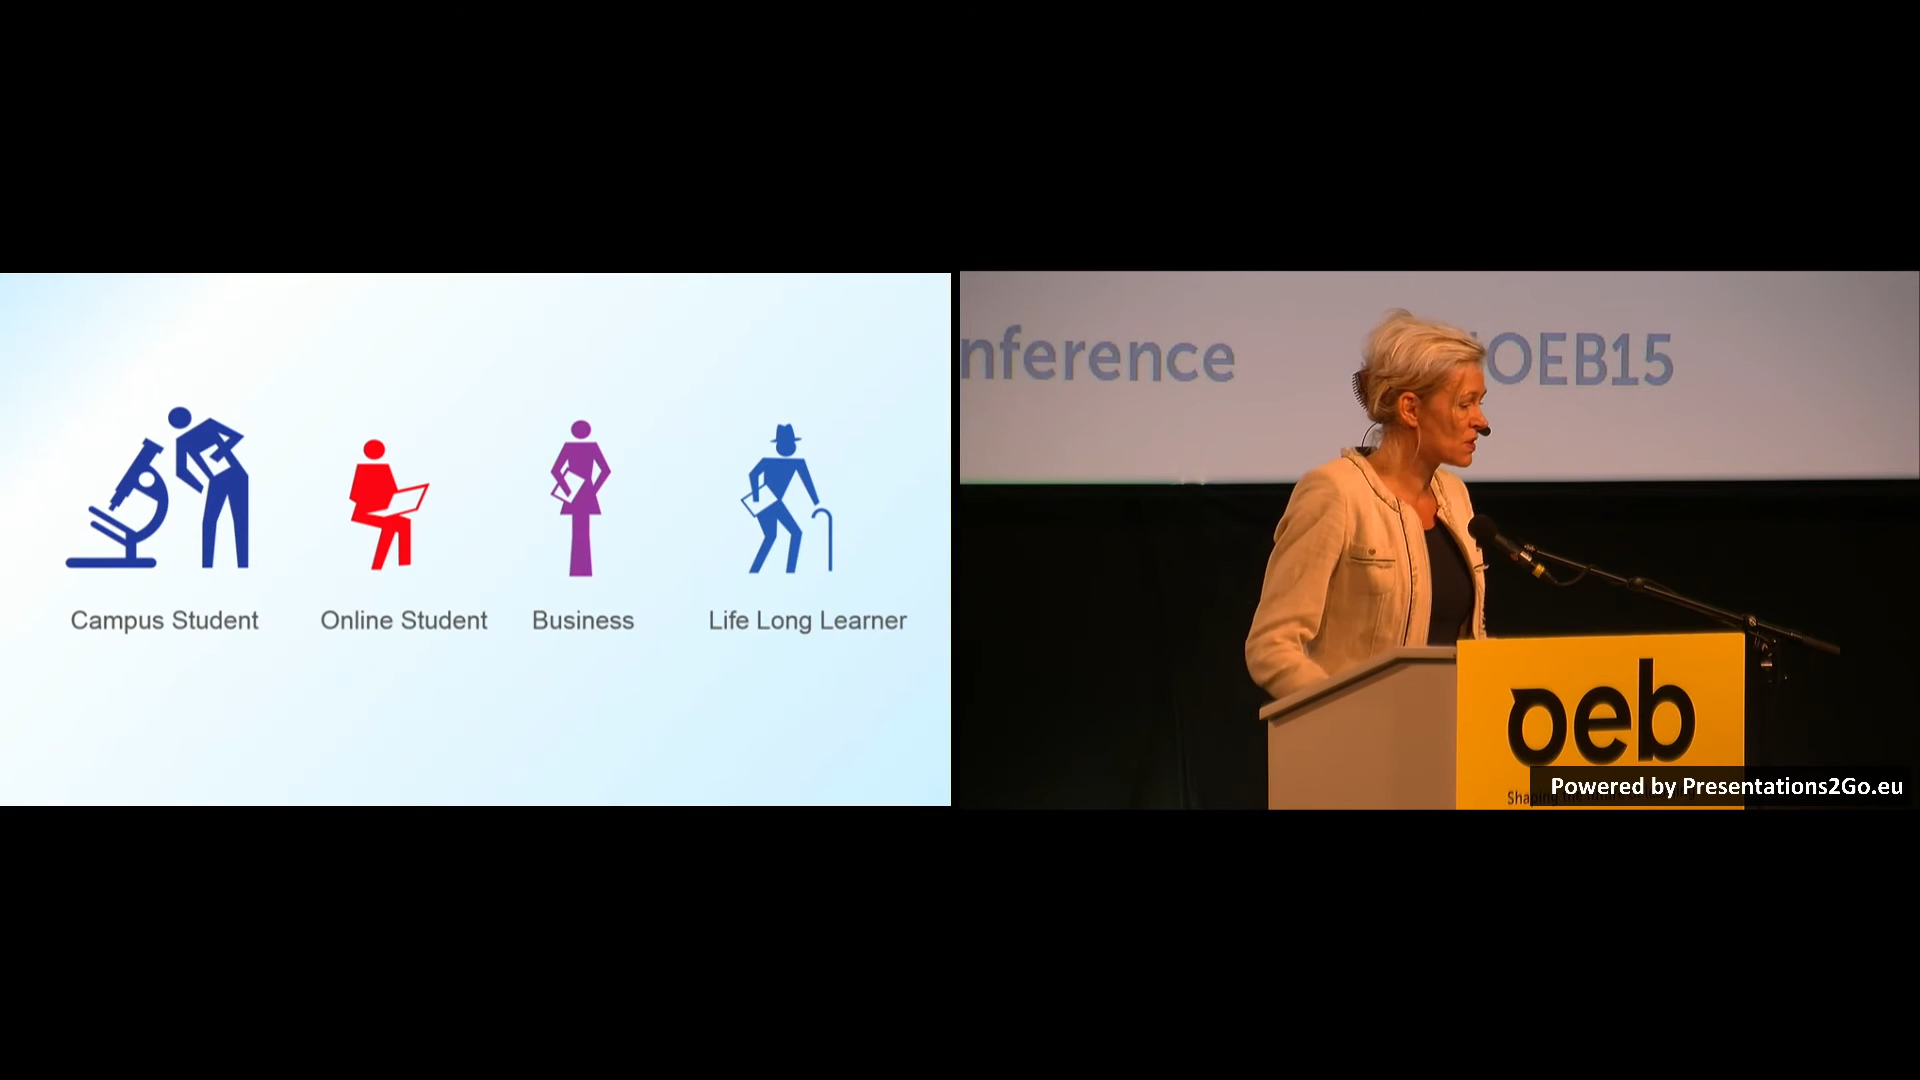 Campus Student
Online Student
Business
Life Long Learner
nference
OEB15
oeb
Powered by Presentations2Go.eu